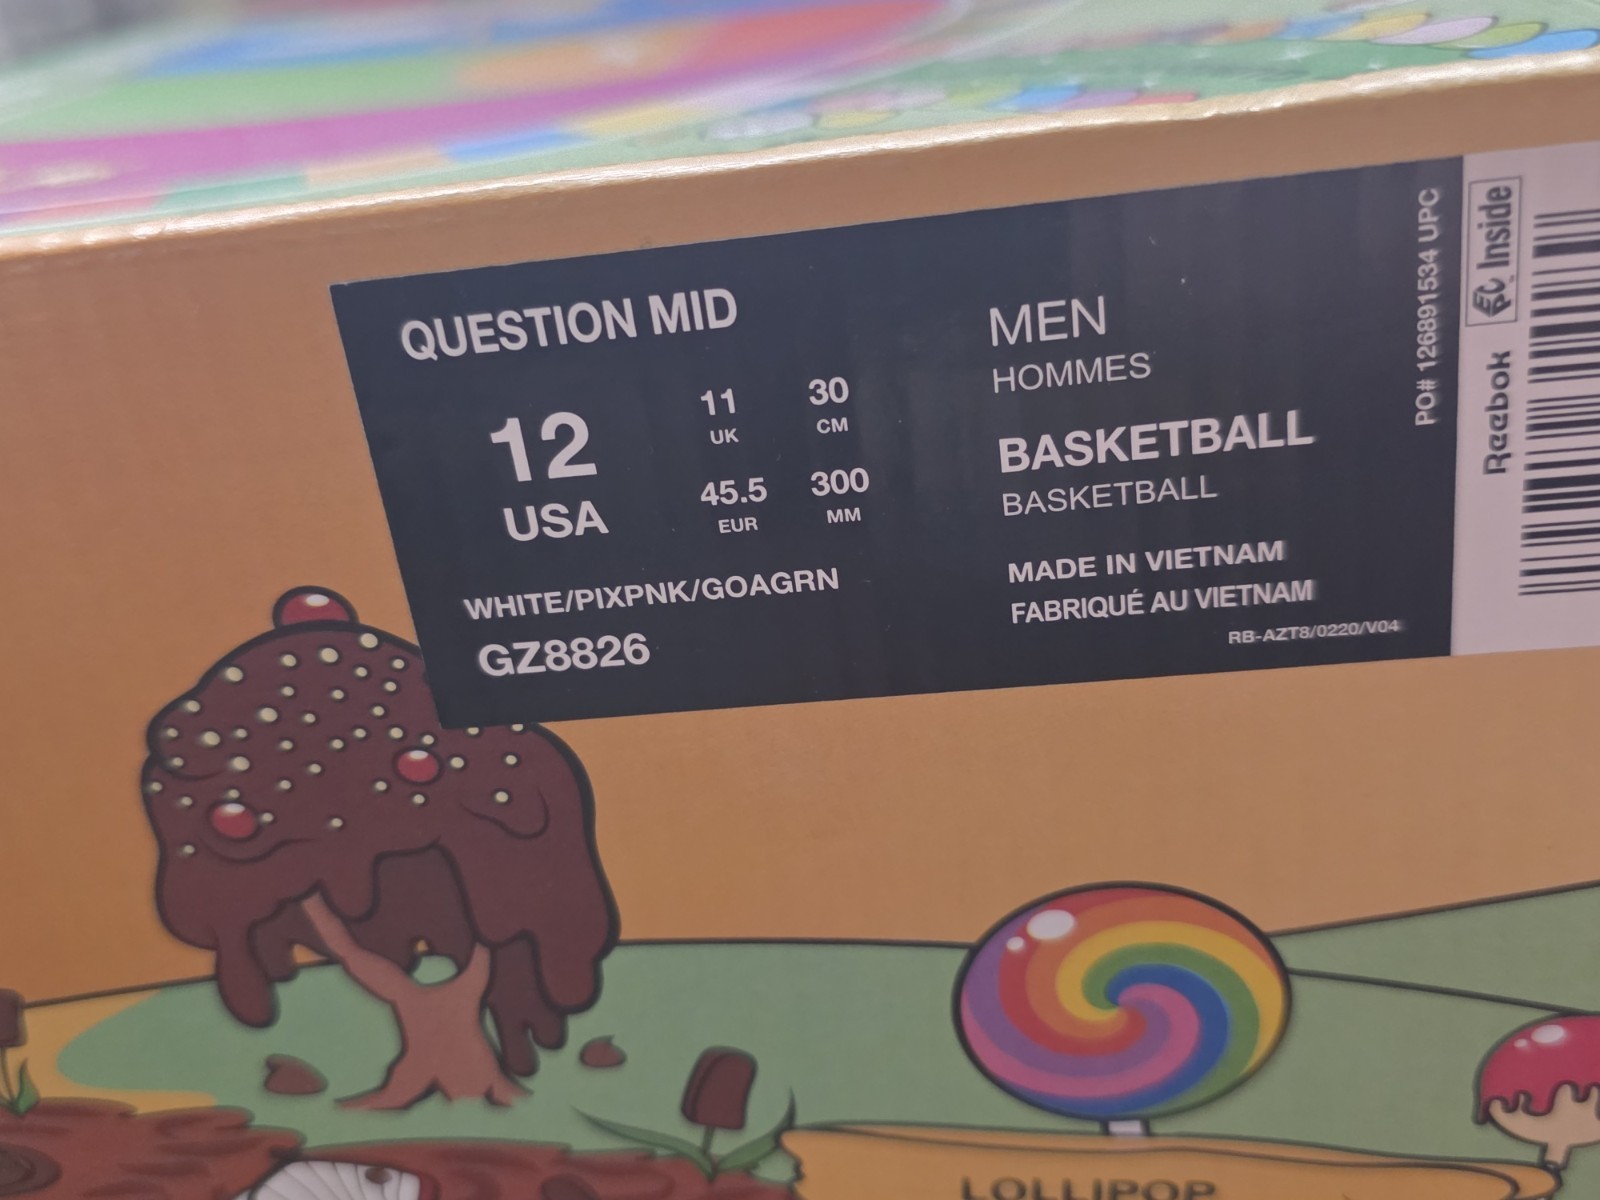 QUESTION MID
12
USA
11
UK
30
CM
45.5
EUR
300
MM
WHITE/PIXPNK/GOAGRN
GZ8826
MEN
HOMMES
BASKETBALL
BASKETBALL
MADE IN VIETNAM
FABRIQUÉ AU VIETNAM
RB-AZT8/0220/V04
PO# 126891534 UPC
Reebok
EPC Inside
LOLLIPOP